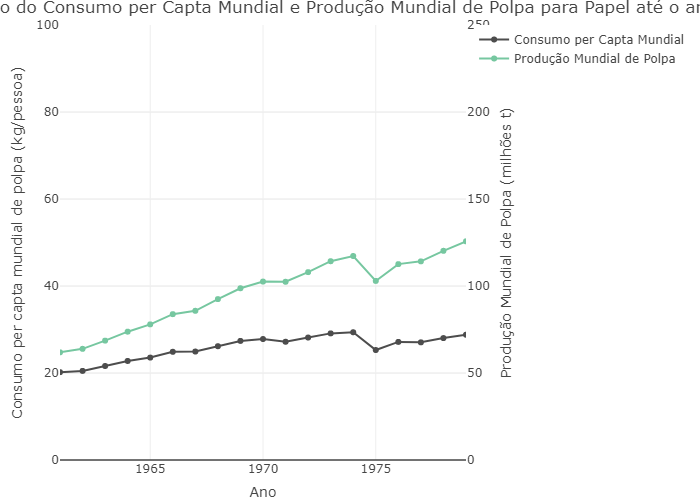 o do Consumo per Capta Mundial e Produção Mundial de Polpa para Papel até o
100
80
60
40
20
0
Consumo per capta mundial de polpa (kg/pessoa)
250
200
150
100
50
0
Produção Mundial de Polpa (milhões t)
Consumo per Capta Mundial
Produção Mundial de Polpa
1965
1970
1975
Ano